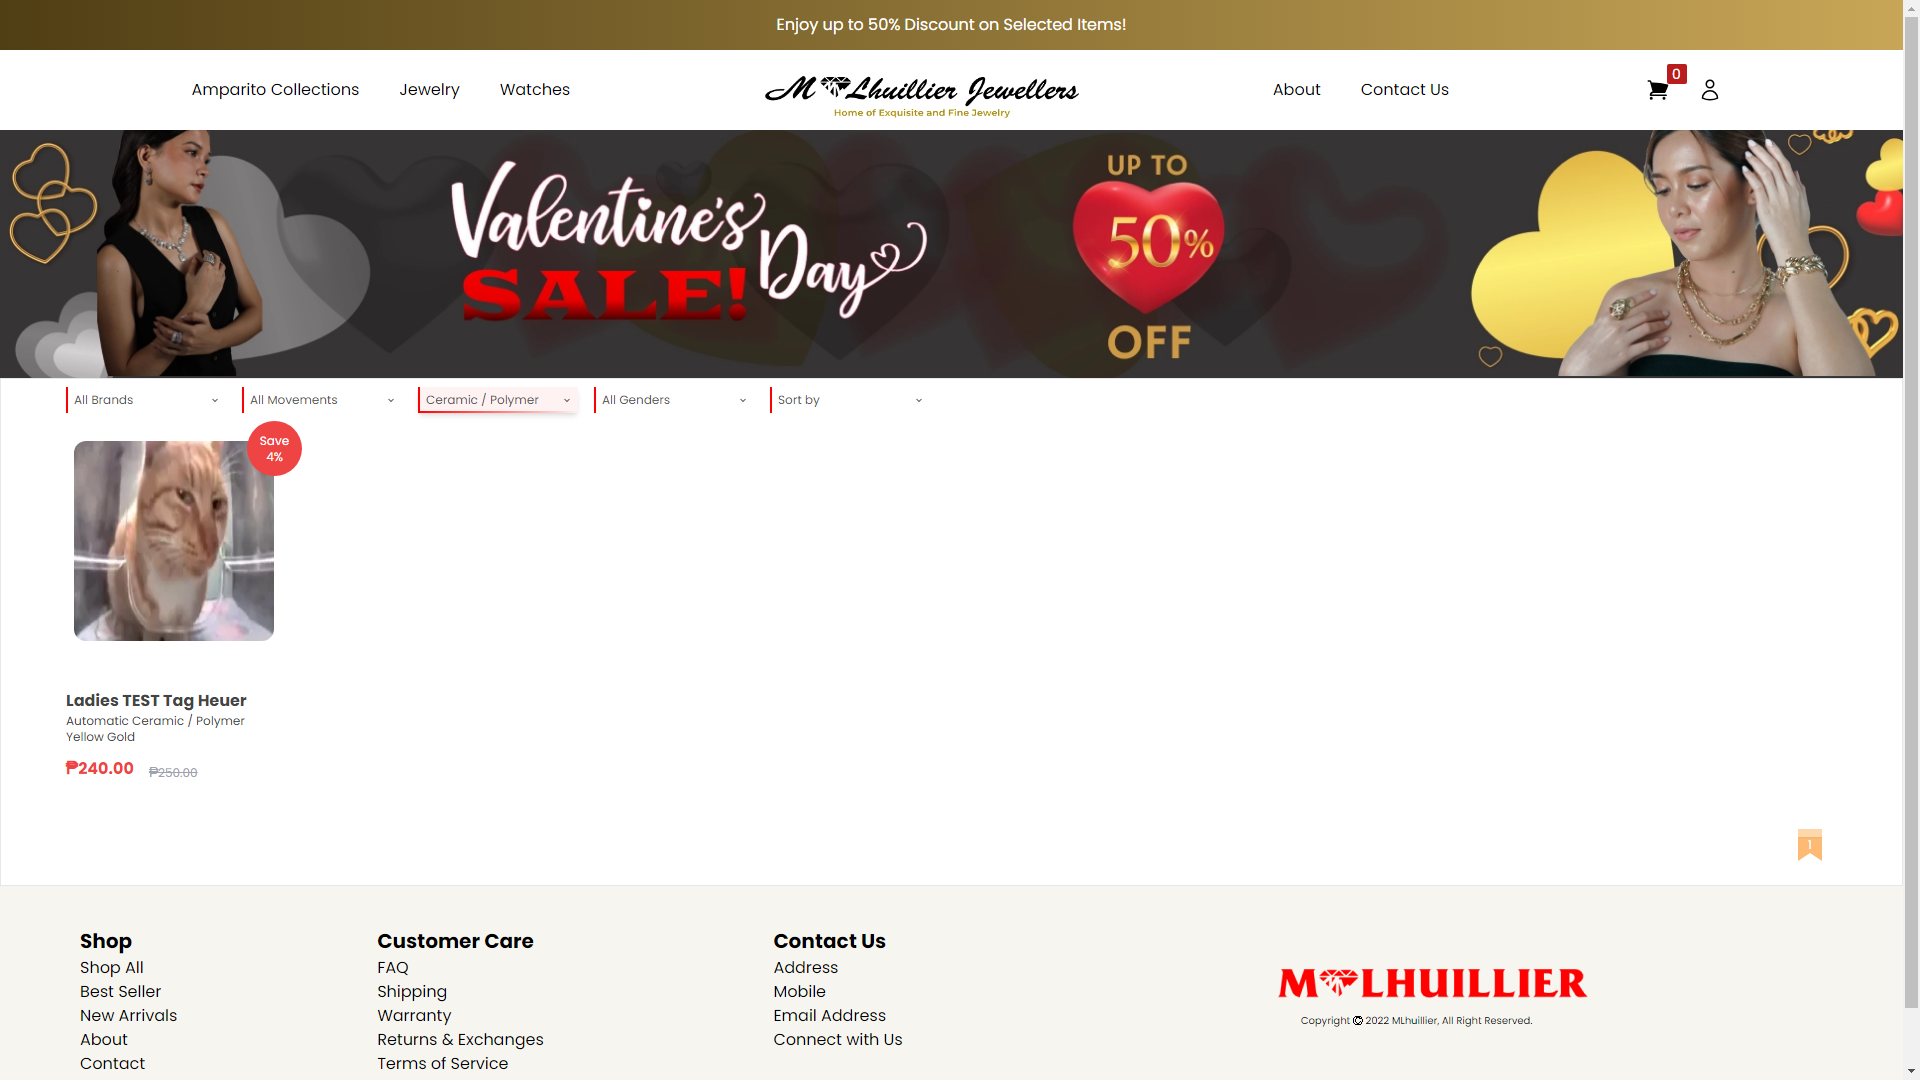 Enjoy up to 50% Discount on Selected Items!
Amparito Collections
Jewelry
Watches
M Lhuillier Jewellers
Home of Exquisite and Fine Jewelry
About
Contact Us
0
Valentine's
Day
SALE!
UP TO
50%
OFF
All Brands
All Movements
Ceramic / Polymer
All Genders
Sort by
Save
4%
Ladies TEST Tag Heuer
Automatic Ceramic / Polymer
Yellow Gold
₱240.00
₱250.00
1
Shop
Shop All
Best Seller
New Arrivals
About
Contact
Customer Care
FAQ
Shipping
Warranty
Returns & Exchanges
Terms of Service
Contact Us
Address
Mobile
Email Address
Connect with Us
M LHUILLIER
Copyright © 2022 MLhuillier, All Right Reserved.